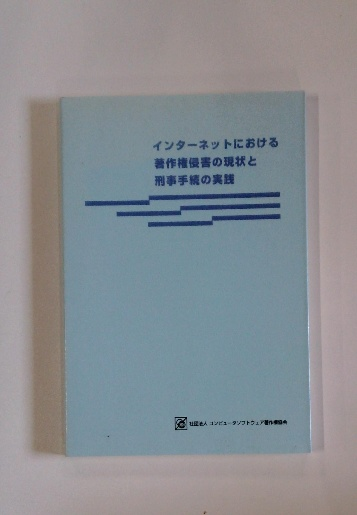 インターネットにおける
著作権侵害の現状と
刑事手続の実践
社団法人 コンピュータソフトウェア著作権協会